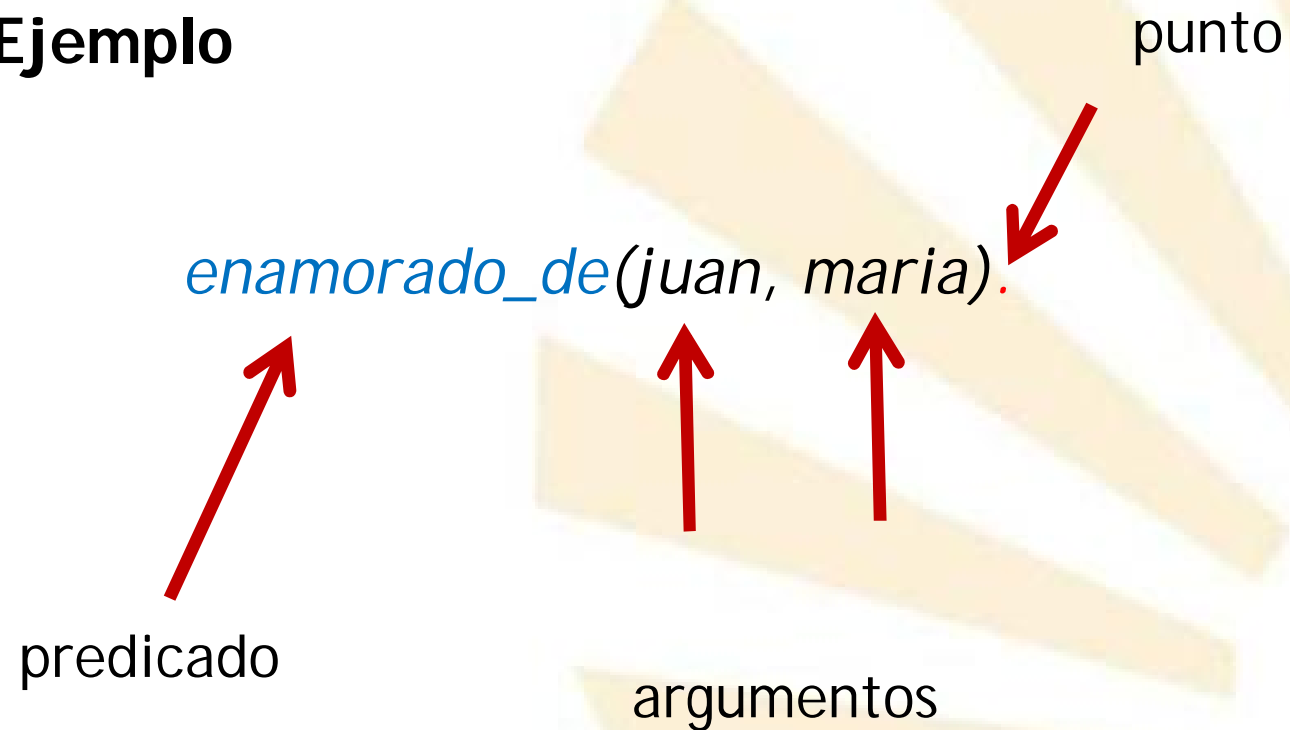 Ejemplo
punto
enamorado_de(juan, maria).
predicado
argumentos